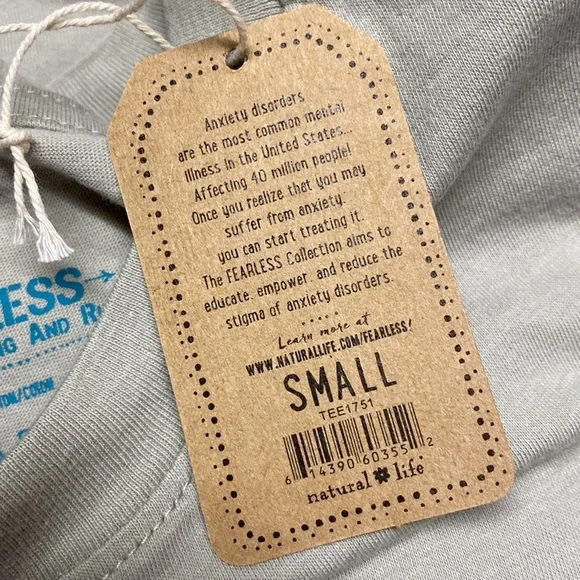 Anxiety disorders
are the most common mental
illness in the United States...
Affecting 40 million people!
Once you realize that you may
suffer from anxiety,
you can start treating it.
The FEARLESS Collection aims to
educate, empower, and reduce the
stigma of anxiety disorders.
Learn more at
WWW.NATURALLIFE.COM/FEARLESS!
SMALL
TEE1751
6 14390 60355 2
natural life
LESS
NG AND R